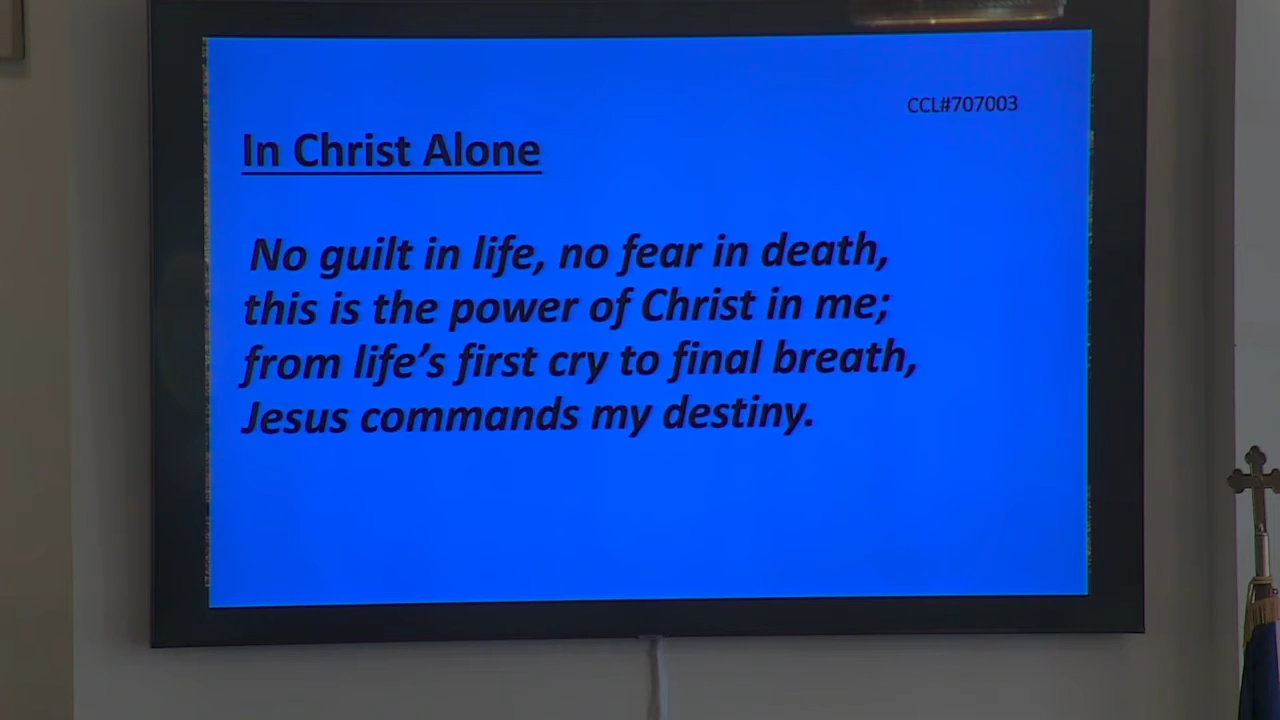 CCL#707003
In Christ Alone
No guilt in life, no fear in death,
this is the power of Christ in me;
from life’s first cry to final breath,
Jesus commands my destiny.